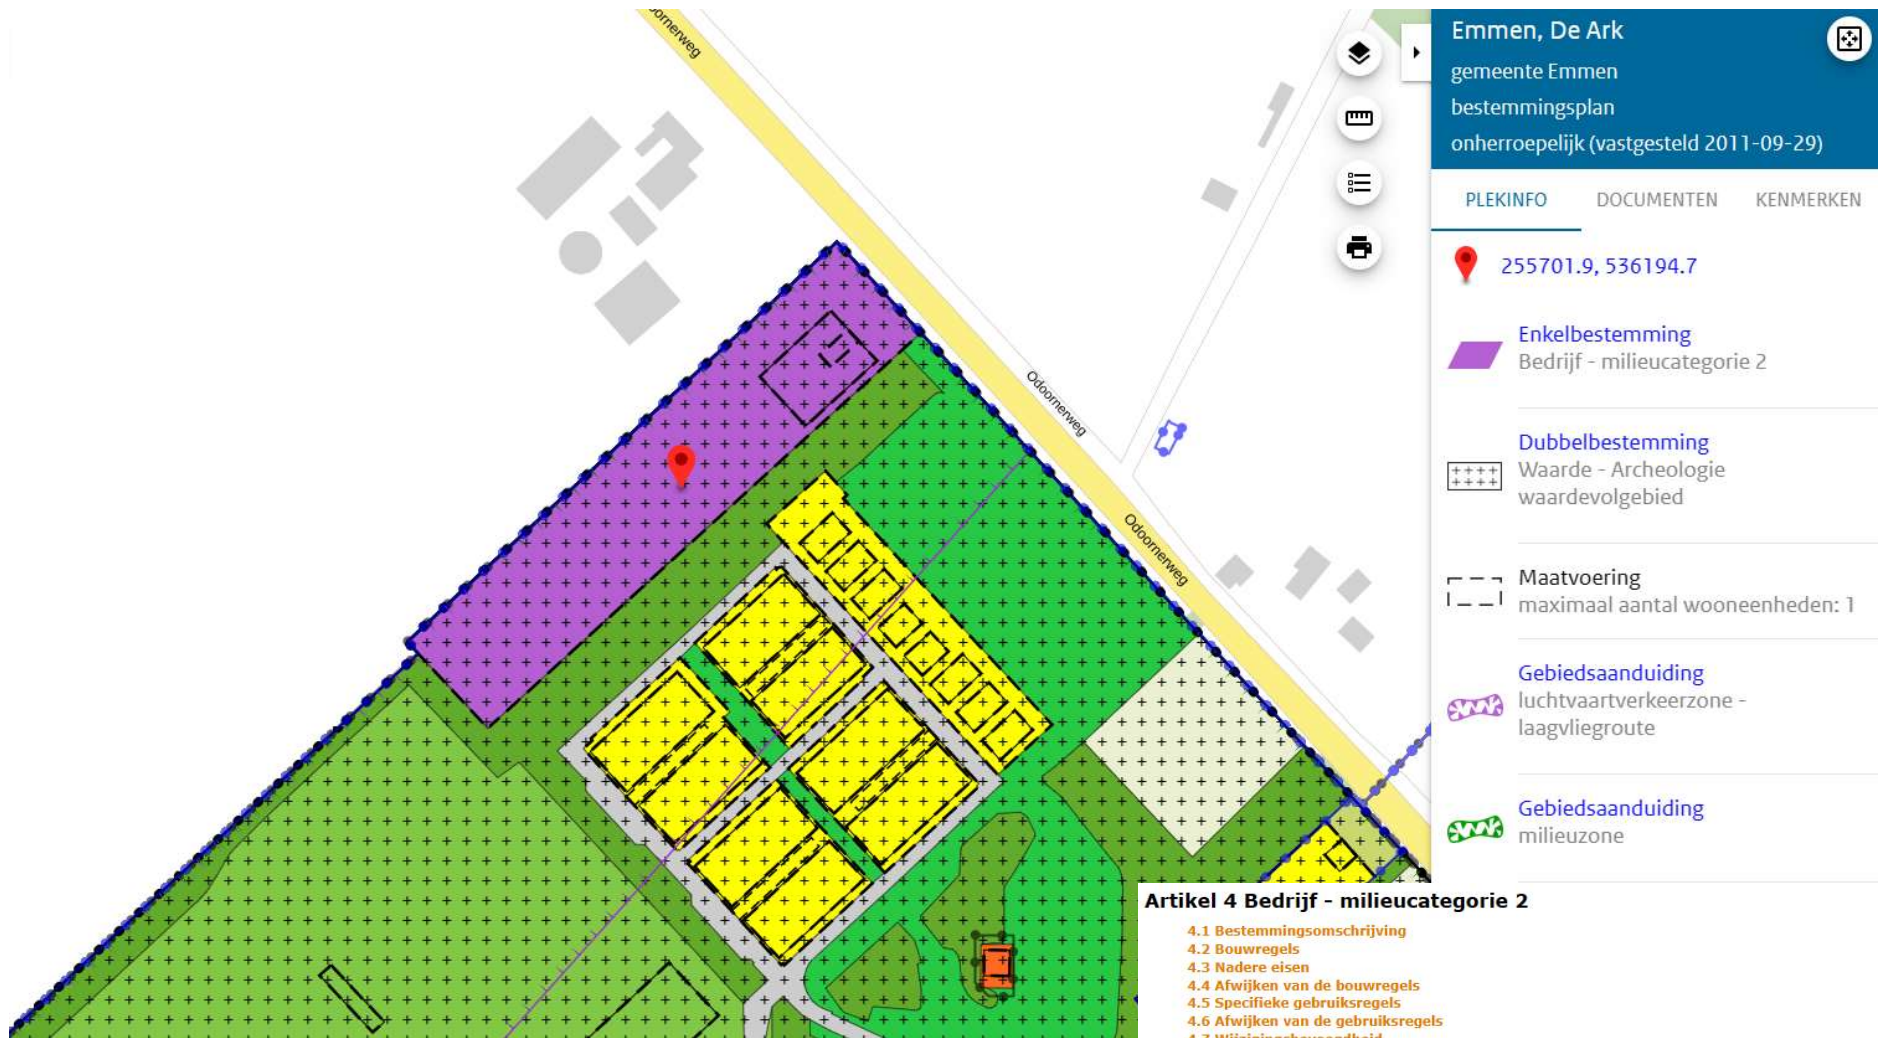 Odoornerweg
Odoornerweg
Odoornerweg
Emmen, De Ark
gemeente Emmen
bestemmingsplan
onherroepelijk (vastgesteld 2011-09-29)
PLEKINFO DOCUMENTEN KENMERKEN
255701.9, 536194.7
Enkelbestemming
Bedrijf - milieucategorie 2
Dubbelbestemming
Waarde - Archeologie
waardevolgebied
Maatvoering
maximaal aantal wooneenheden: 1
Gebiedsaanduiding
luchtvaartverkeerzone -
laagvliegroute
Gebiedsaanduiding
milieuzone
Artikel 4 Bedrijf - milieucategorie 2
4.1 Bestemmingsomschrijving
4.2 Bouwregels
4.3 Nadere eisen
4.4 Afwijken van de bouwregels
4.5 Specifieke gebruiksregels
4.6 Afwijken van de gebruiksregels
4.7 Wijzigingsbevoegdheid